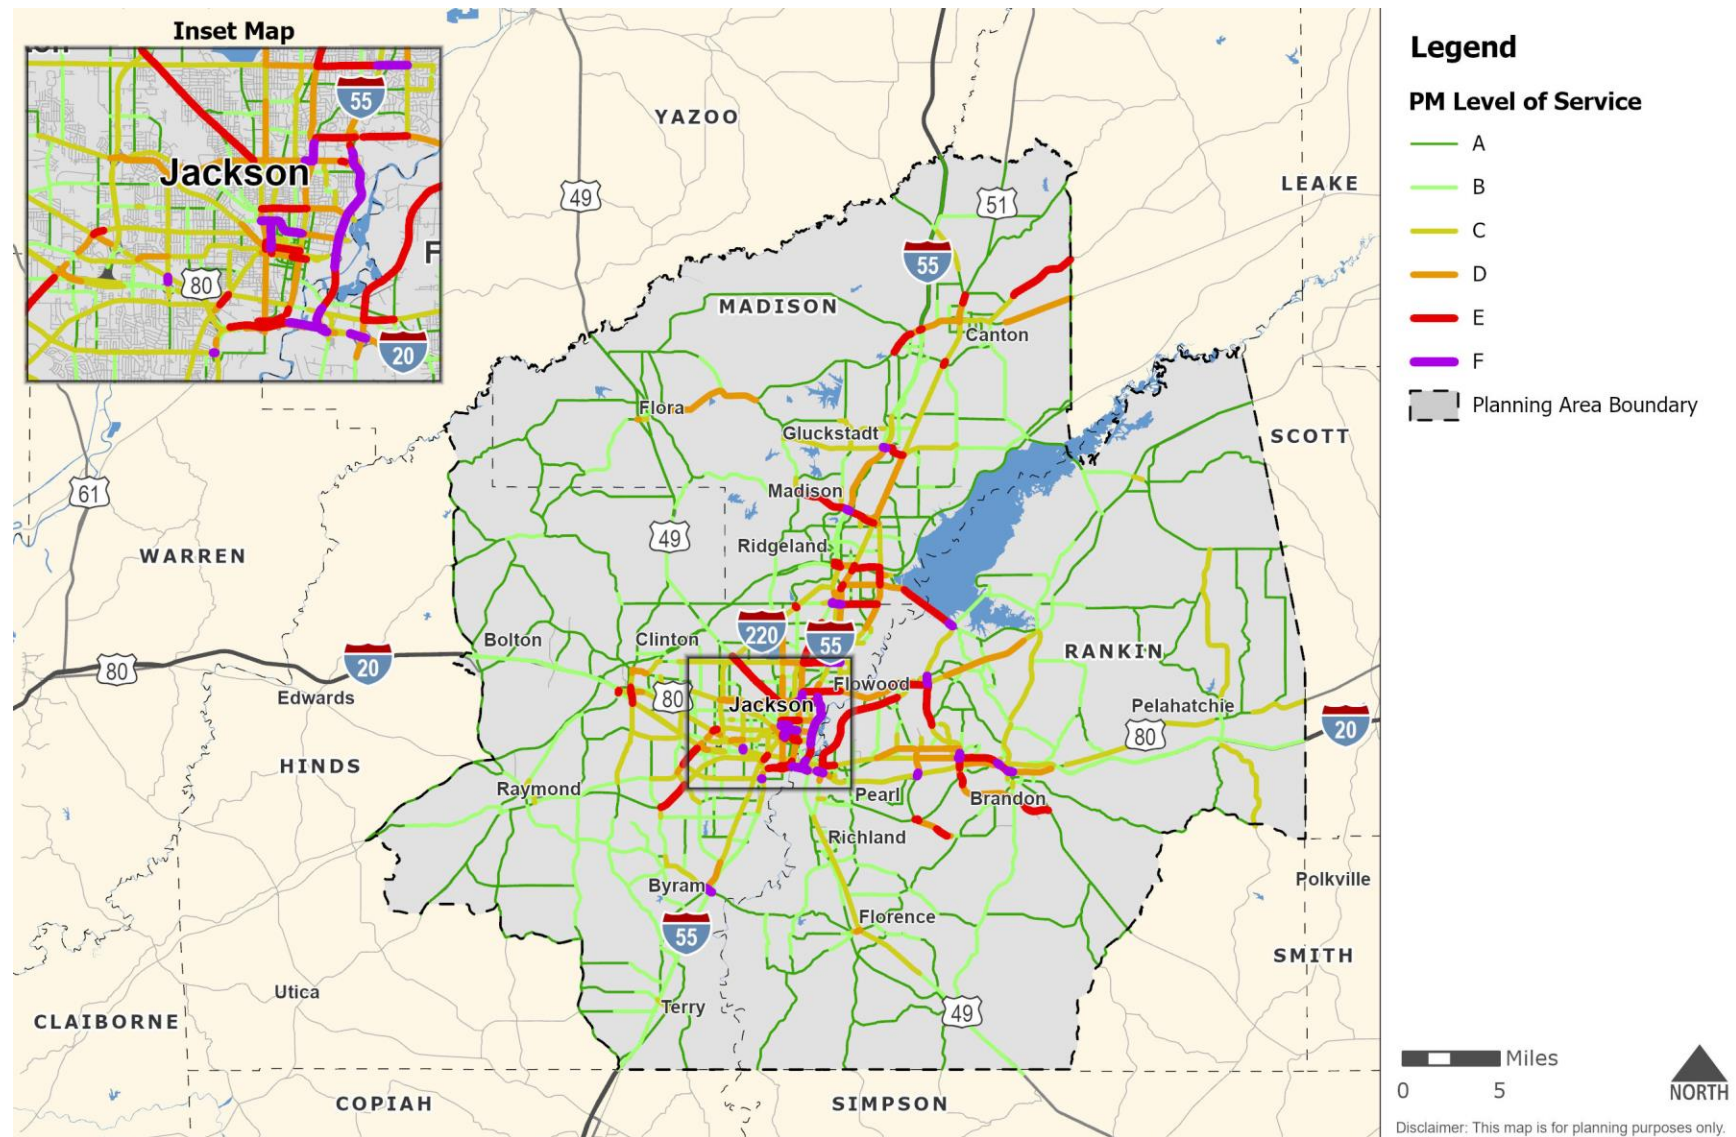 Inset Map
55
Jackson
F
80
20
YAZOO
LEAKE
49
51
55
MADISON
Canton
Flora
Gluckstadt
SCOTT
61
Madison
49
Ridgeland
WARREN
Bolton
Clinton
220
55
RANKIN
80
20
Edwards
80
Flowood
Jackson
Pelahatchie
80
20
HINDS
Raymond
Pearl
Brandon
Richland
Byram
Polkville
Florence
55
SMITH
Utica
Terry
49
CLAIBORNE
COPIAH
SIMPSON
Legend
PM Level of Service
A
B
C
D
E
F
Planning Area Boundary
Miles
0 5
NORTH
Disclaimer: This map is for planning purposes only.